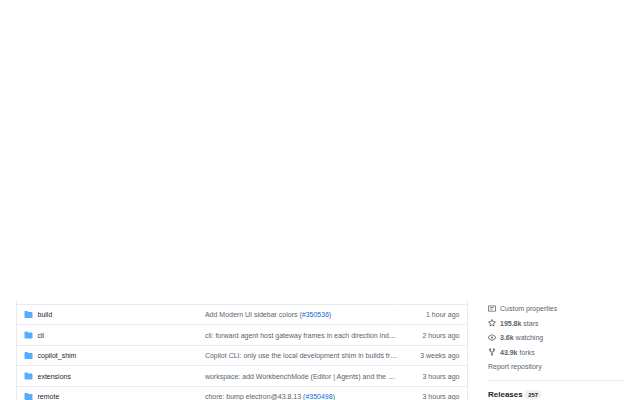 build Add Modern UI sidebar colors (#350536) 1 hour ago
cli cli: forward agent host gateway frames in each direction ind... 2 hours ago
copilot_shim Copilot CLI: only use the local development shim in builds fr... 3 weeks ago
extensions workspace: add WorkbenchMode (Editor | Agents) and the ... 3 hours ago
remote chore: bump electron@43.8.13 (#350498) 3 hours ago
Custom properties
195.8k stars
3.6k watching
43.9k forks
Report repository
Releases 257